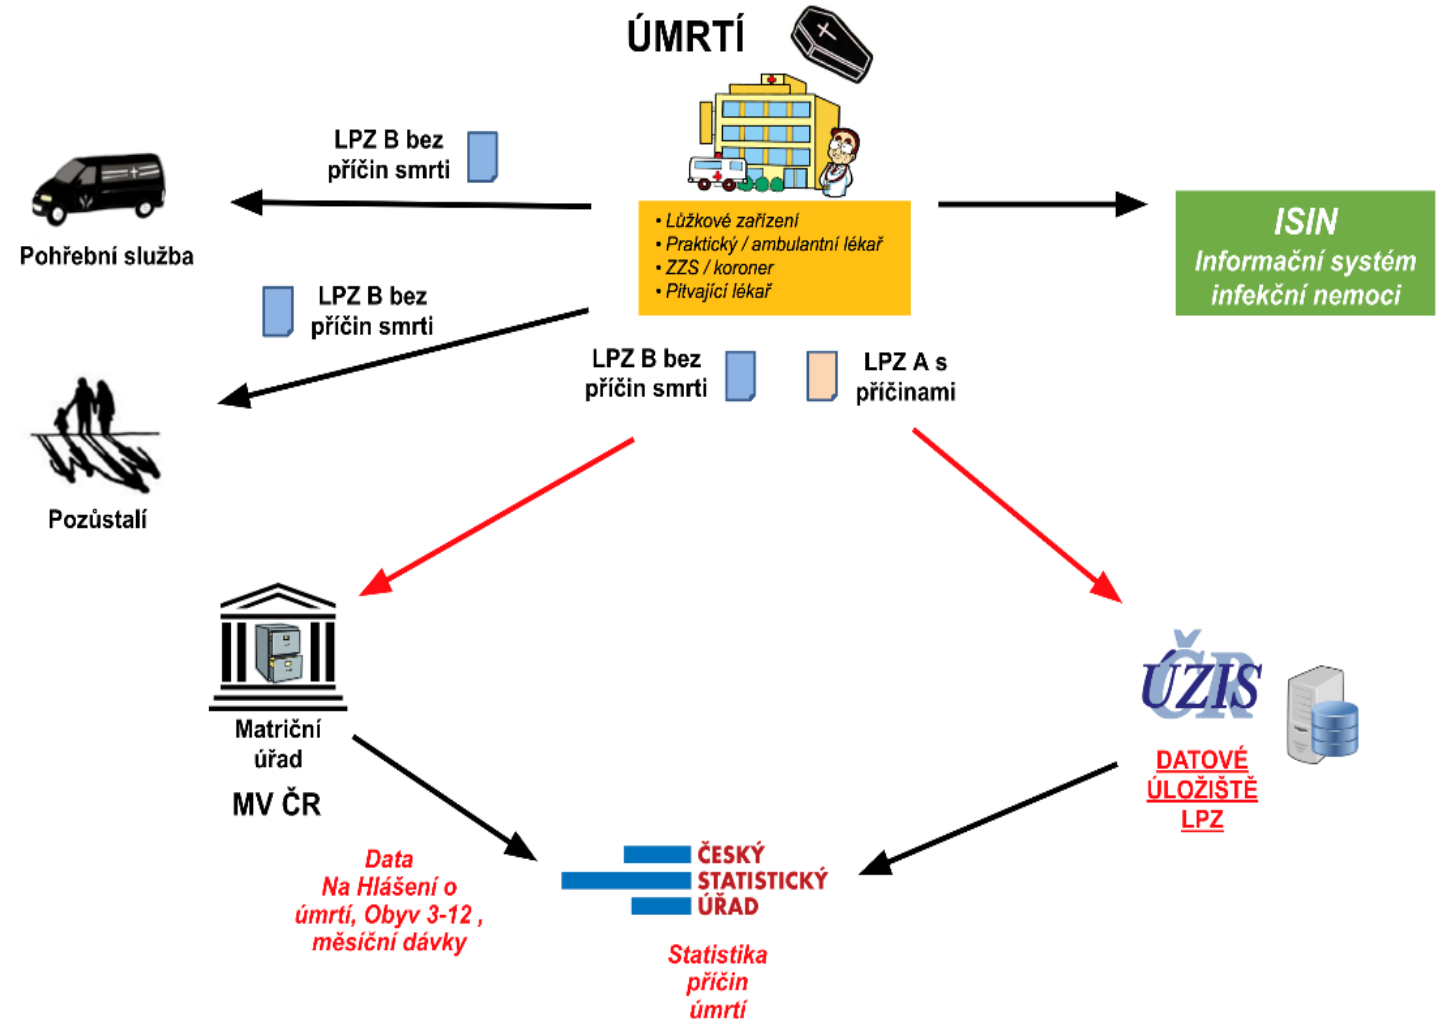 ÚMRTÍ
LPZ B bez
příčin smrti
Pohřební služba
• Lůžkové zařízení
• Praktický / ambulantní lékař
• ZZS / koroner
• Pitvající lékař
ISIN
Informační systém
infekční nemoci
LPZ B bez
příčin smrti
LPZ B bez
příčin smrti
LPZ A s
příčinami
Pozůstalí
Matriční
úřad
MV ČR
ÚZIS
ČR
DATOVÉ
ÚLOŽIŠTĚ
LPZ
Data
Na Hlášení o
úmrtí, Obyv 3-12 ,
měsíční dávky
ČESKÝ
STATISTICKÝ
ÚŘAD
Statistika
příčin
úmrtí